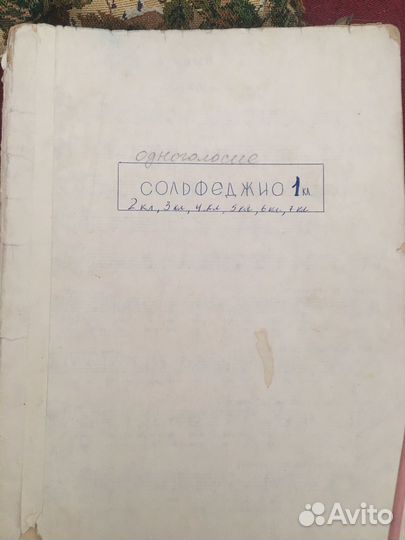 одноголосие
СОЛЬФЕДЖИО 1 кл
2 кл, 3 кл, 4 кл, 5 кл, 6 кл, 7 кл
Avito